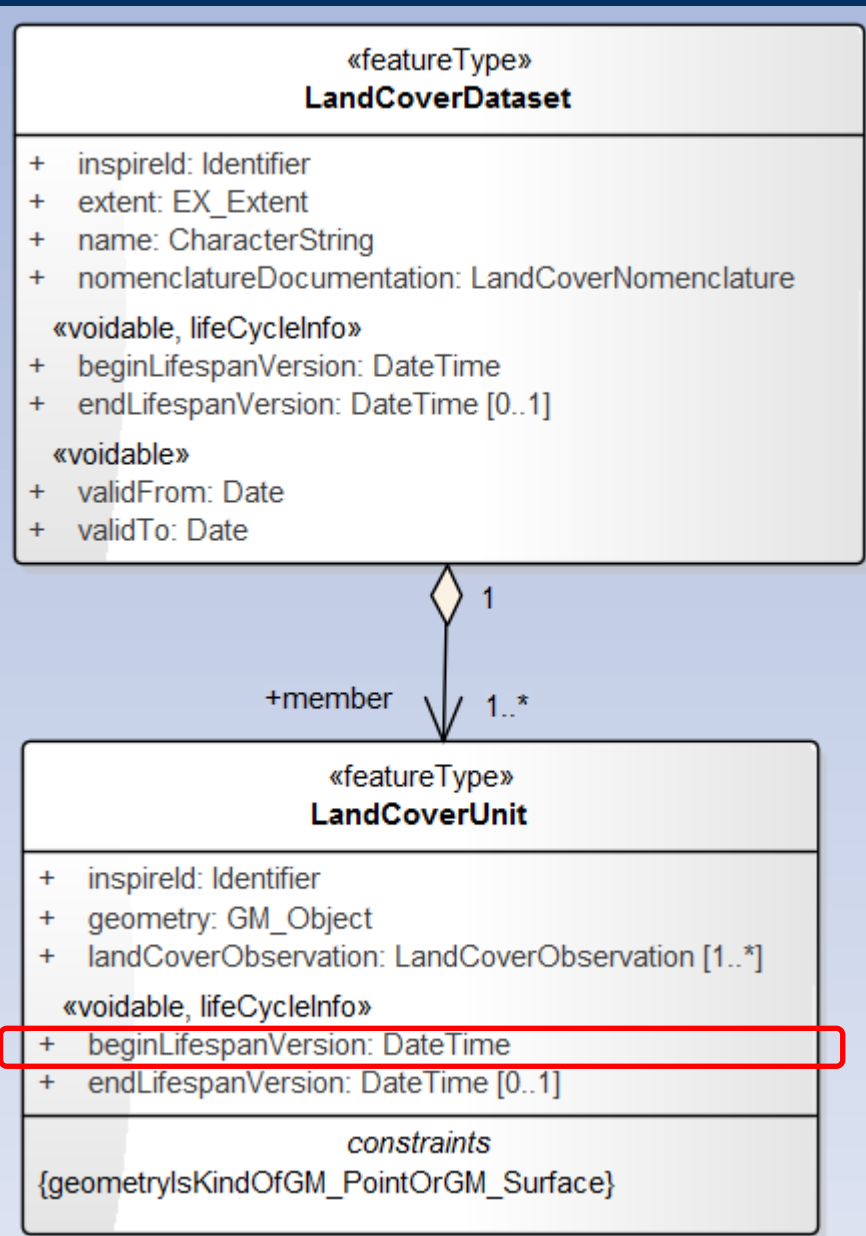 «featureType»
LandCoverDataset
+ inspireId: Identifier
+ extent: EX_Extent
+ name: CharacterString
+ nomenclatureDocumentation: LandCoverNomenclature
«voidable, lifeCycleInfo»
+ beginLifespanVersion: DateTime
+ endLifespanVersion: DateTime [0..1]
«voidable»
+ validFrom: Date
+ validTo: Date
1
+member
1..*
«featureType»
LandCoverUnit
+ inspireId: Identifier
+ geometry: GM_Object
+ landCoverObservation: LandCoverObservation [1..*]
«voidable, lifeCycleInfo»
+ beginLifespanVersion: DateTime
+ endLifespanVersion: DateTime [0..1]
constraints
{geometryIsKindOfGM_PointOrGM_Surface}